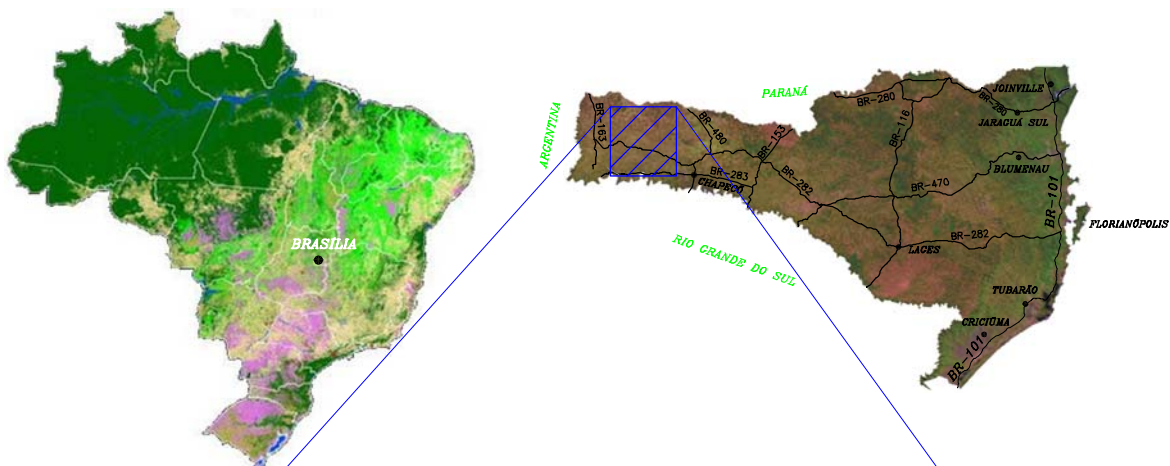 BRASÍLIA
ARGENTINA
PARANÁ
RIO GRANDE DO SUL
BR-163
BR-480
BR-153
BR-283
CHAPECÓ
BR-282
BR-280
BR-116
BR-280
JOINVILLE
JARAGUÁ SUL
BLUMENAU
BR-470
BR-101
FLORIANÓPOLIS
BR-282
LAGES
TUBARÃO
CRICIÚMA
BR-101